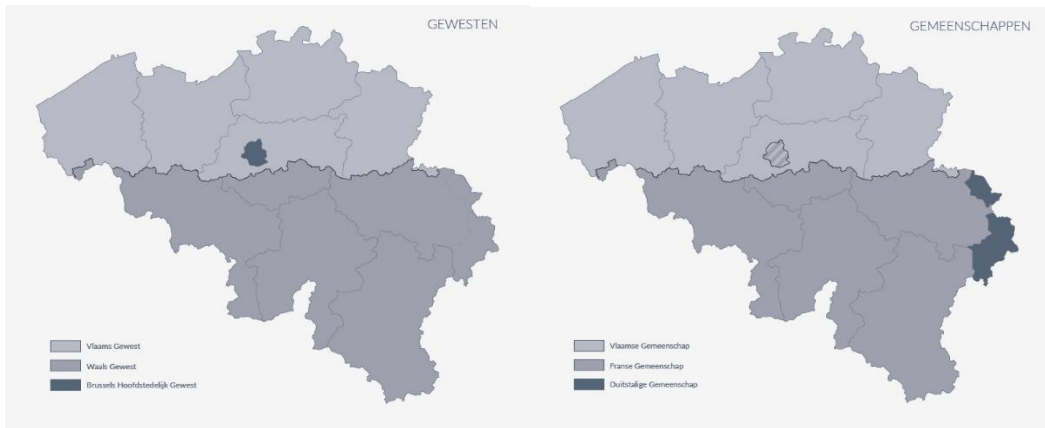 GEWESTEN
Vlaams Gewest
Waals Gewest
Brussels Hoofdstedelijk Gewest
GEMEENSCHAPPEN
Vlaamse Gemeenschap
Franse Gemeenschap
Duitstalige Gemeenschap